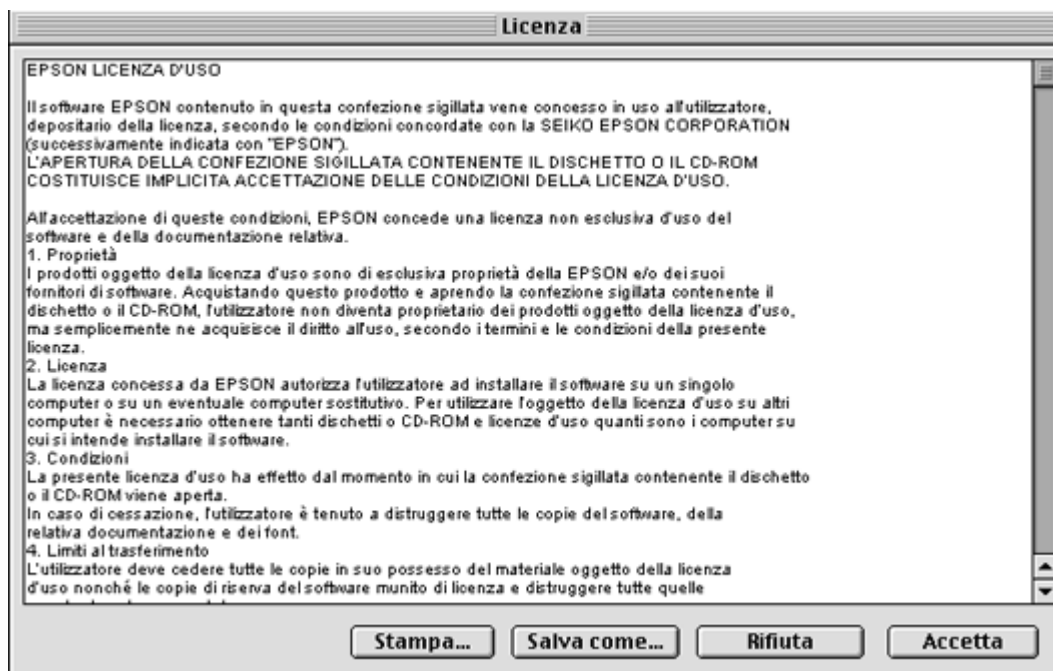 Licenza
EPSON LICENZA D'USO
Il software EPSON contenuto in questa confezione sigillata vene concesso in uso all'utilizzatore,
depositario della licenza, secondo le condizioni concordate con la SEIKO EPSON CORPORATION
(successivamente indicata con "EPSON").
L'APERTURA DELLA CONFEZIONE SIGILLATA CONTENENTE IL DISCHETTO O IL CD-ROM
COSTITUISCE IMPLICITA ACCETTAZIONE DELLE CONDIZIONI DELLA LICENZA D'USO.
All'accettazione di queste condizioni, EPSON concede una licenza non esclusiva d'uso del
software e della documentazione relativa.
1. Proprietà
I prodotti oggetto della licenza d'uso sono di esclusiva proprietà della EPSON e/o dei suoi
fornitori di software. Acquistando questo prodotto e aprendo la confezione sigillata contenente il
dischetto o il CD-ROM, l'utilizzatore non diventa proprietario dei prodotti oggetto della licenza d'uso,
ma semplicemente ne acquisisce il diritto all'uso, secondo i termini e le condizioni della presente
licenza.
2. Licenza
La licenza concessa da EPSON autorizza l'utilizzatore ad installare il software su un singolo
computer o su un eventuale computer sostitutivo. Per utilizzare l'oggetto della licenza d'uso su altri
computer è necessario ottenere tanti dischetti o CD-ROM e licenze d'uso quanti sono i computer su
cui si intende installare il software.
3. Condizioni
La presente licenza d'uso ha effetto dal momento in cui la confezione sigillata contenente il dischetto
o il CD-ROM viene aperta.
In caso di cessazione, l'utilizzatore è tenuto a distruggere tutte le copie del software, della
relativa documentazione e dei font.
4. Limiti al trasferimento
L'utilizzatore deve cedere tutte le copie in suo possesso del materiale oggetto della licenza
d'uso nonché le copie di riserva del software munito di licenza e distruggere tutte quelle
Stampa... Salva come... Rifiuta Accetta